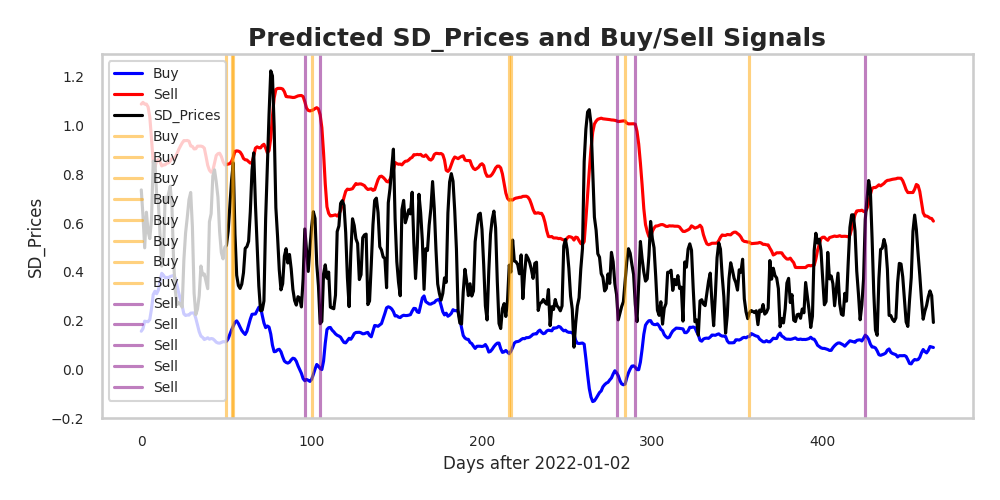 Predicted SD_Prices and Buy/Sell Signals
SD_Prices
1.2
1.0
0.8
0.6
0.4
0.2
0.0
−0.2
Buy
Sell
SD_Prices
Buy
Buy
Buy
Buy
Buy
Buy
Buy
Buy
Sell
Sell
Sell
Sell
Sell
0
100
200
300
400
Days after 2022-01-02